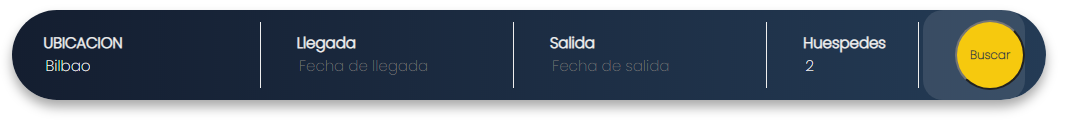 UBICACION
Bilbao
Llegada
Fecha de llegada
Salida
Fecha de salida
Huespedes
2
Buscar